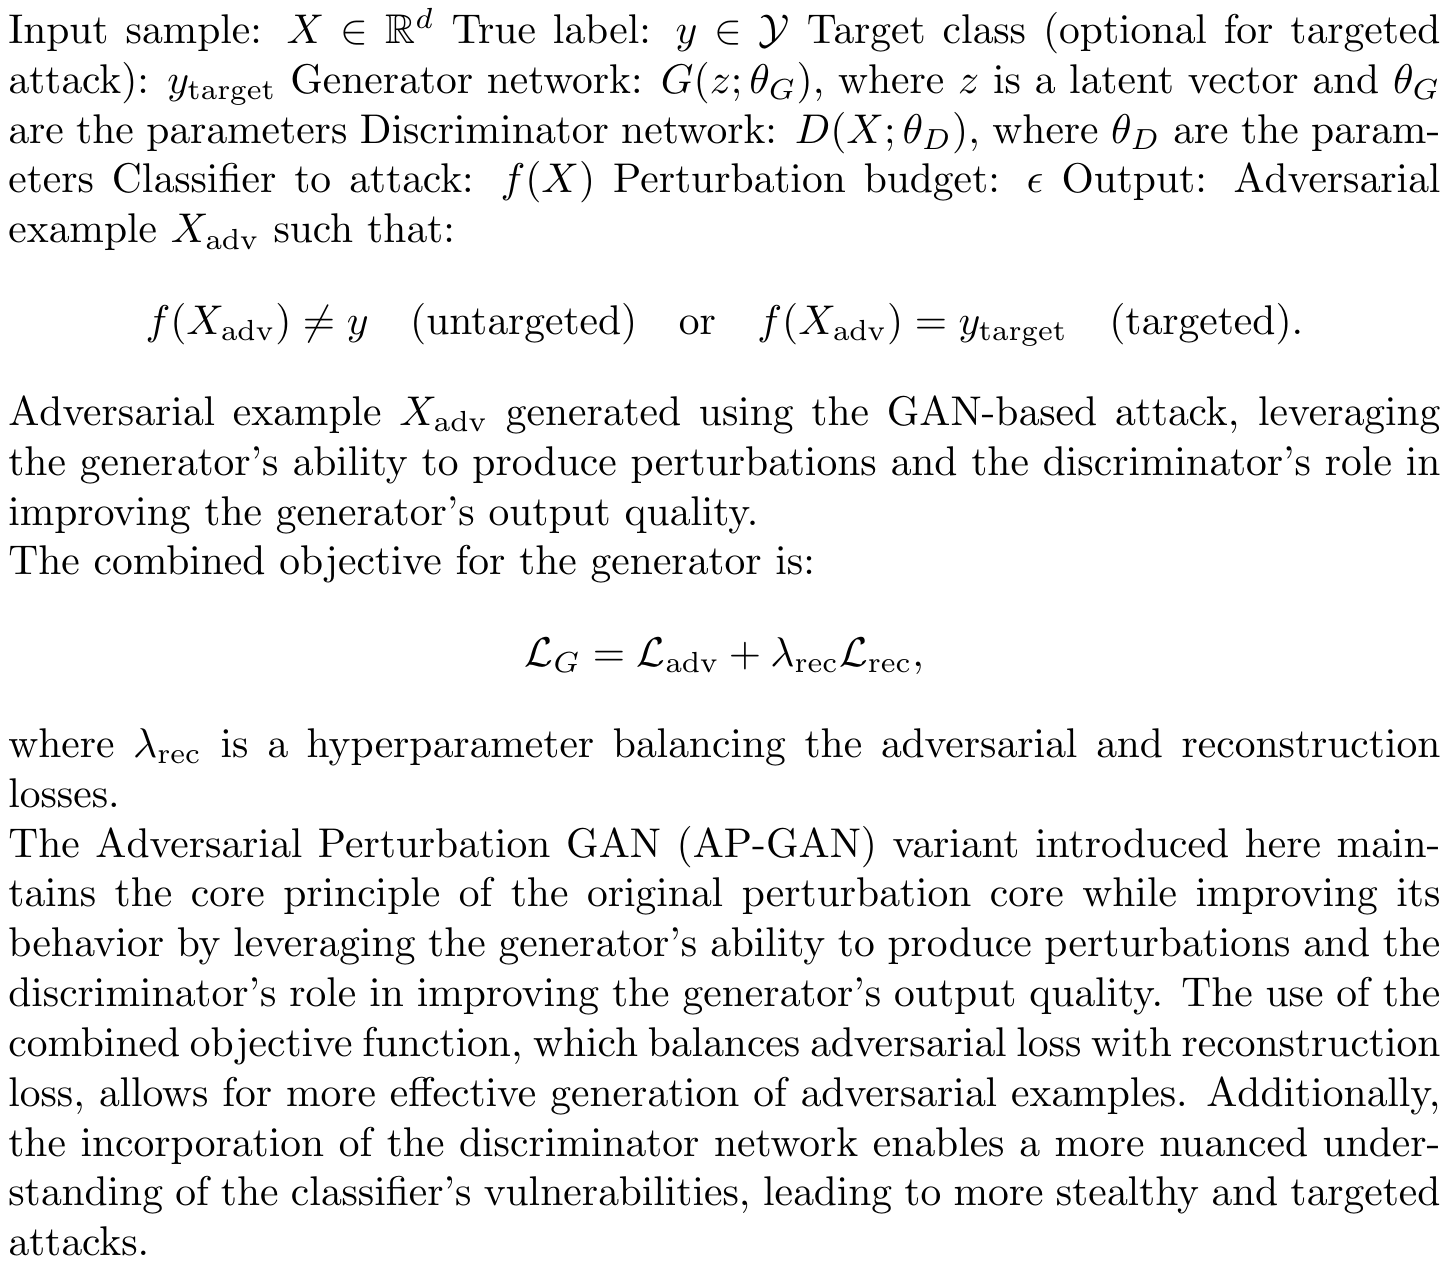 Input sample: $X \in \mathbb{R}^d$ True label: $y \in \mathcal{Y}$ Target class (optional for targeted
attack): $y_{\text{target}}$ Generator network: $G(z; \theta_G)$, where $z$ is a latent vector and $\theta_G$
are the parameters Discriminator network: $D(X; \theta_D)$, where $\theta_D$ are the param-
eters Classifier to attack: $f(X)$ Perturbation budget: $\epsilon$ Output: Adversarial
example $X_{\text{adv}}$ such that:
$f(X_{\text{adv}}) \neq y$ (untargeted) or $f(X_{\text{adv}}) = y_{\text{target}}$ (targeted).
Adversarial example $X_{\text{adv}}$ generated using the GAN-based attack, leveraging
the generator's ability to produce perturbations and the discriminator's role in
improving the generator's output quality.
The combined objective for the generator is:
$\mathcal{L}_G = \mathcal{L}_{\text{adv}} + \lambda_{\text{rec}} \mathcal{L}_{\text{rec}},$
where $\lambda_{\text{rec}}$ is a hyperparameter balancing the adversarial and reconstruction
losses.
The Adversarial Perturbation GAN (AP-GAN) variant introduced here main-
tains the core principle of the original perturbation core while improving its
behavior by leveraging the generator's ability to produce perturbations and the
discriminator's role in improving the generator's output quality. The use of the
combined objective function, which balances adversarial loss with reconstruction
loss, allows for more effective generation of adversarial examples. Additionally,
the incorporation of the discriminator network enables a more nuanced under-
standing of the classifier's vulnerabilities, leading to more stealthy and targeted
attacks.